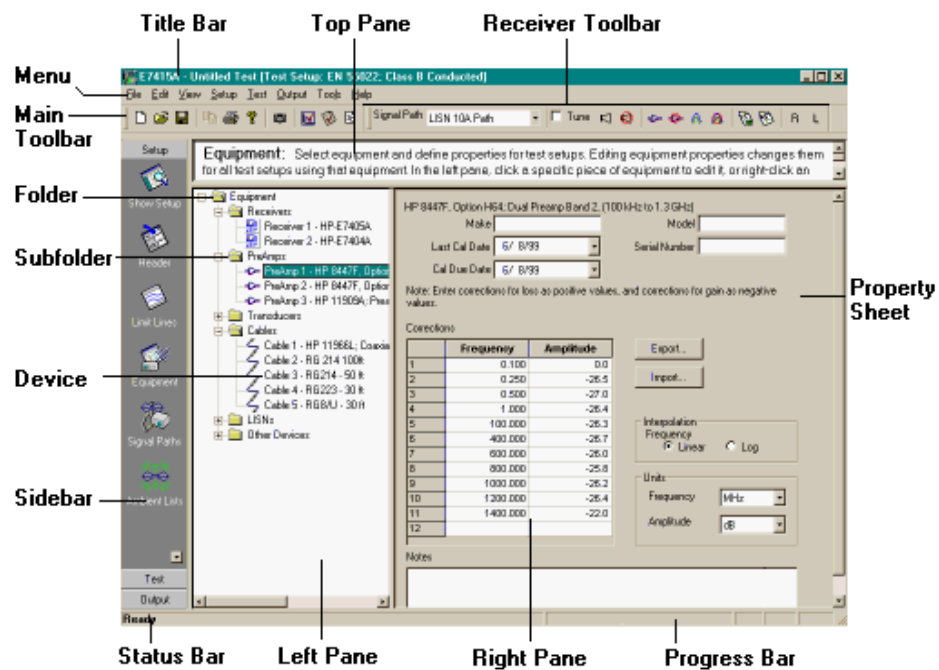 Title Bar
Top Pane
Receiver Toolbar
Menu
E7415A - Untitled Test (Test Setup: EN 55022; Class B Conducted)
File Edit View Setup Test Output Tools Help
Main Toolbar
Signal Path LISN 10A Path Tune R L
Setup
Equipment: Select equipment and define properties for test setups. Editing equipment properties changes them
for all test setups using that equipment. In the left pane, click a specific piece of equipment to edit it, or right-click an
Show Setup
Header
Limit Lines
Equipment
Signal Paths
Ambient Lists
Test
Output
Folder
Subfolder
Device
Sidebar
Equipment
Receivers
Receiver 1 - HP-E7405A
Receiver 2 - HP-E7404A
PreAmps
PreAmp 1 - HP 8447F, Option
PreAmp 2 - HP 8447F, Option
PreAmp 3 - HP 11909A; Prea
Transducers
Cables
Cable 1 - HP 11966L; Coaxia
Cable 2 - RG 214 100ft
Cable 3 - RG214 - 50 ft
Cable 4 - RG223 - 30 ft
Cable 5 - RG8/U - 30 ft
LISNs
Other Devices
HP 8447F, Option H64; Dual Preamp Band 2, (100 kHz to 1.3 GHz)
Make Model
Last Cal Date 6/ 8/99 Serial Number
Cal Due Date 6/ 8/99
Note: Enter corrections for loss as positive values, and corrections for gain as negative
values.
Property Sheet
Corrections
Frequency Amplitude
1 0.100 0.0
2 0.250 -26.5
3 0.500 -27.0
4 1.000 -26.4
5 100.000 -26.3
6 400.000 -26.7
7 600.000 -26.0
8 800.000 -25.8
9 1000.000 -26.2
10 1200.000 -26.4
11 1400.000 -22.0
12
Export...
Import...
Interpolation
Frequency
Linear Log
Units
Frequency MHz
Amplitude dB
Notes
Ready
Status Bar
Left Pane
Right Pane
Progress Bar